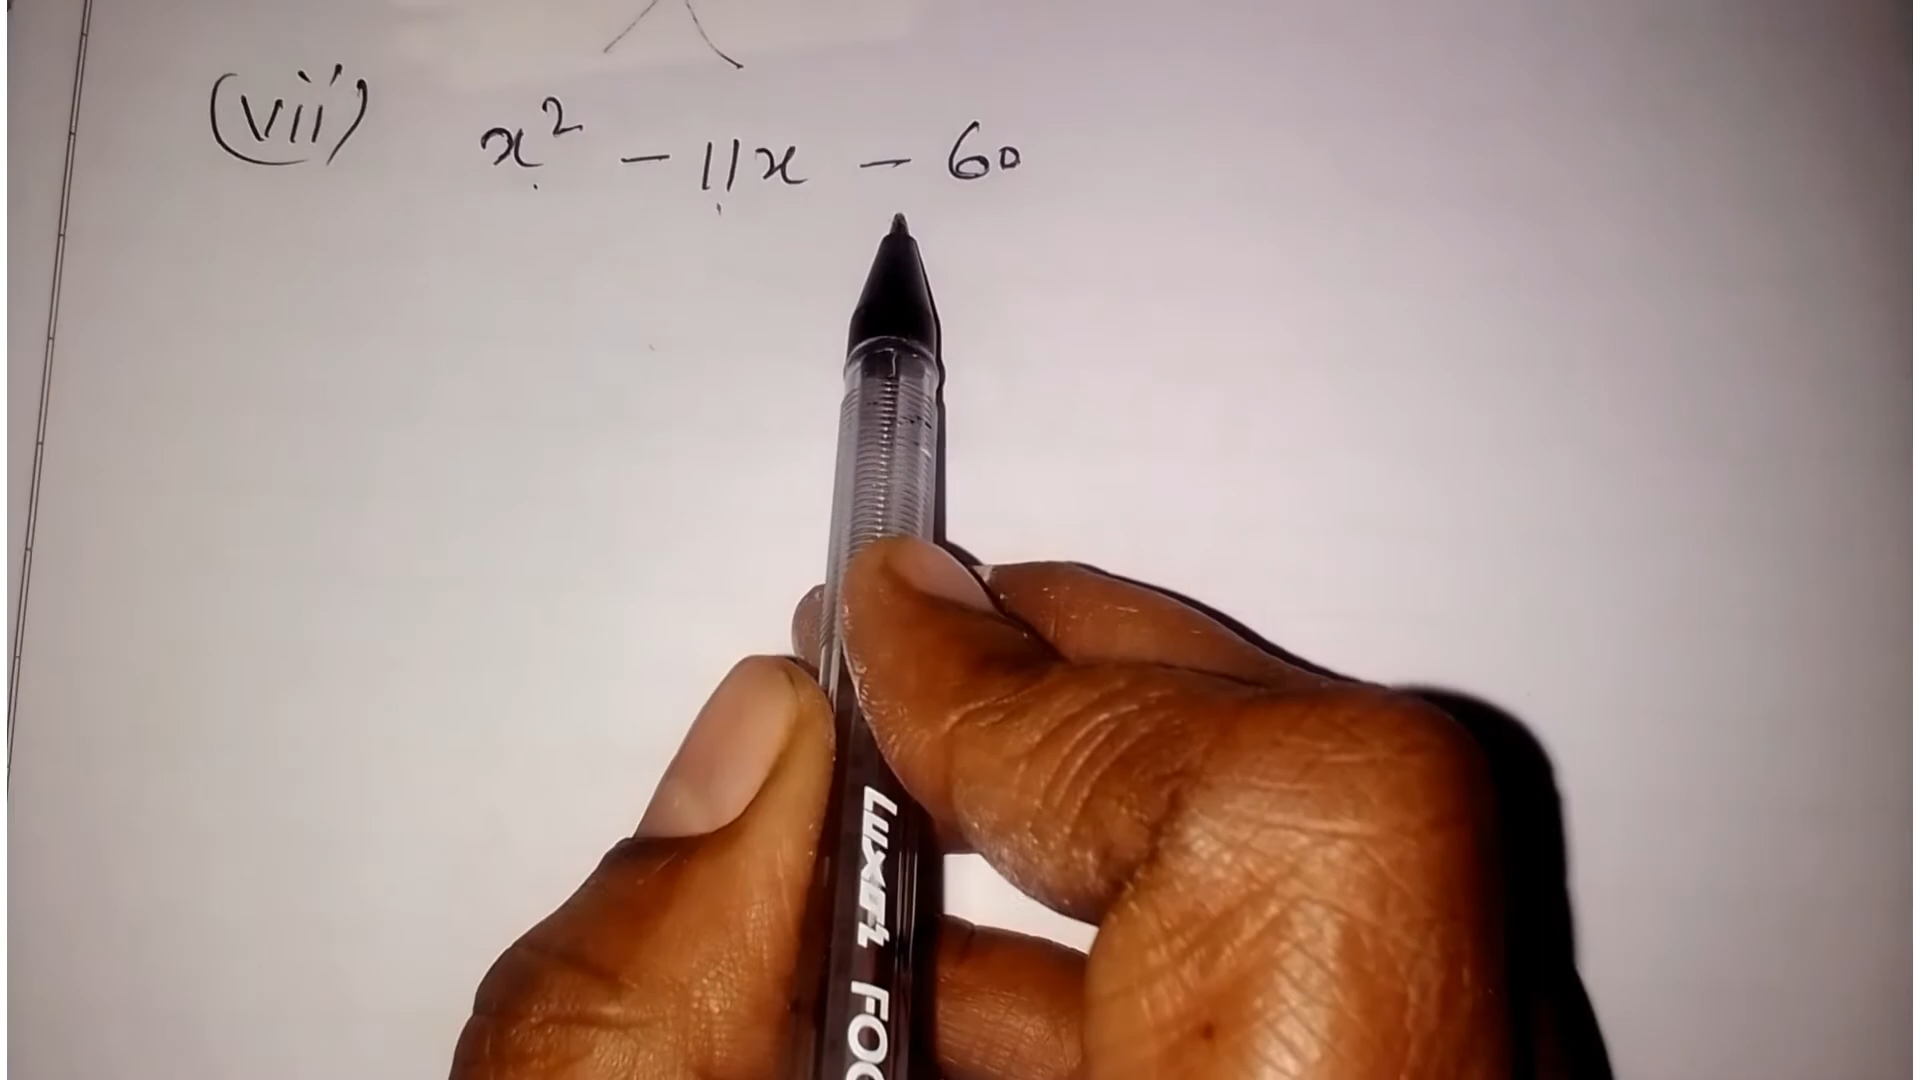 (vii) x² - 11x - 60
LUXOR FOC